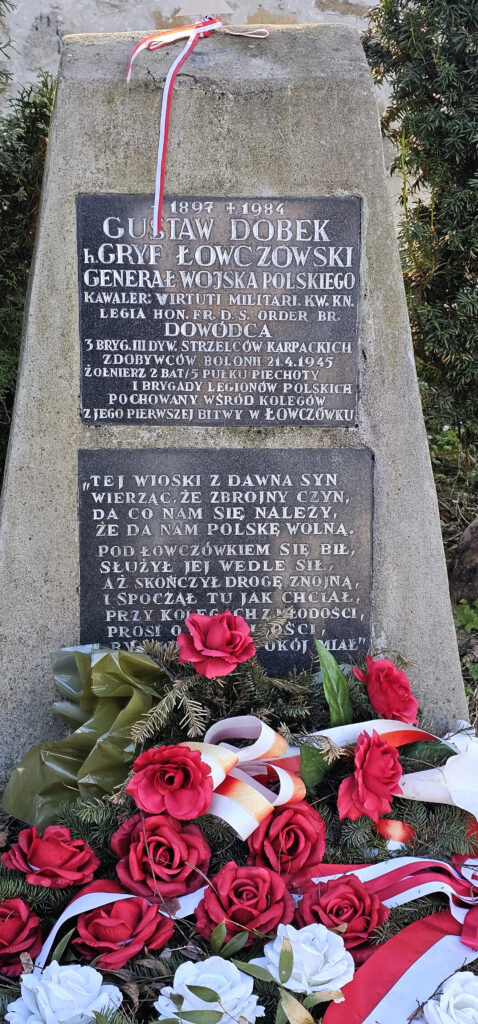 1897 + 1984
GUSTAW DOBEK
h.GRYF ŁOWCZOWSKI
GENERAŁ WOJSKA POLSKIEGO
KAWALER: VIRTUTI MILITARI. KW. KN.
LEGIA HON. FR. D. S. ORDER BR.
DOWÓDCA
3 BRYG. III DYW. STRZELCÓW KARPACKICH
ZDOBYWCÓW, BOLONII 21.4.1945
ŻOŁNIERZ 2 BAT/5 PUŁKU PIECHOTY
I BRYGADY LEGIONÓW POLSKICH
POCHOWANY WŚRÓD KOLEGÓW
Z JEGO PIERWSZEJ BITWY W ŁOWCZÓWKU
"TEJ WIOSKI Z DAWNA SYN
WIERZĄC, ŻE ZBROJNY CZYN,
DA CO NAM SIĘ NALEŻY,
ŻE DA NAM POLSKĘ WOLNĄ.
POD ŁOWCZÓWKIEM SIĘ BIŁ,
SŁUŻYŁ JEJ WEDLE SIŁ,
AŻ SKOŃCZYŁ DROGĘ ZNOJNĄ,
I SPOCZĄŁ TU JAK CHCIAŁ,
PRZY KOLEGACH Z MŁODOŚCI,
PROSI
MIAŁ"